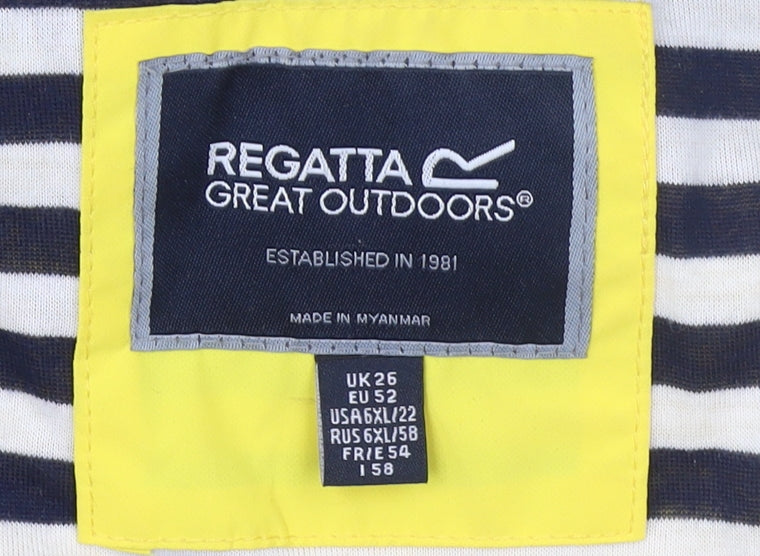 REGATTA
GREAT OUTDOORS®
ESTABLISHED IN 1981
MADE IN MYANMAR
UK 26
EU 52
USA 6XL/22
RUS 6XL/58
FR/E 54
I 58